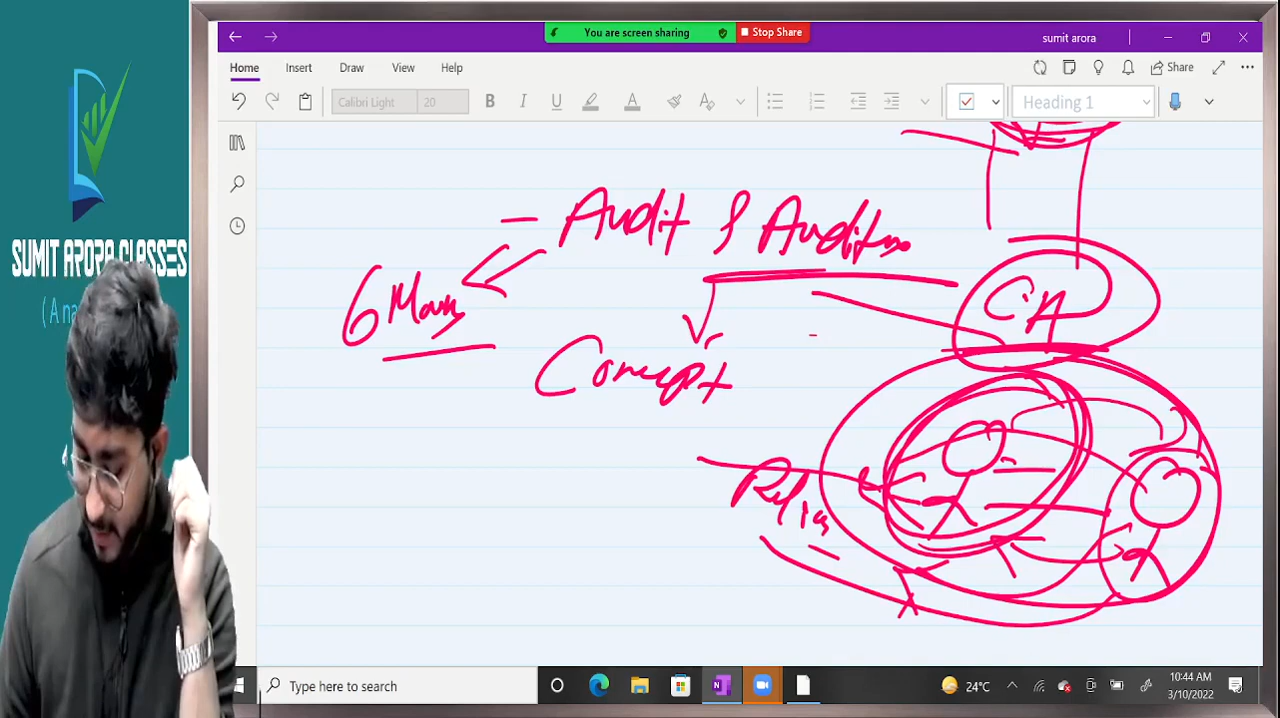 You are screen sharing
Stop Share
sumit arora
Home
Insert
Draw
View
Help
Share
Calibri Light
20
B
I
U
A
Heading 1
- Audit & Auditors
6 Mark
CA
Concept
SUMIT ARORA CLASSES
( A na
Type here to search
24°C
10:44 AM
3/10/2022